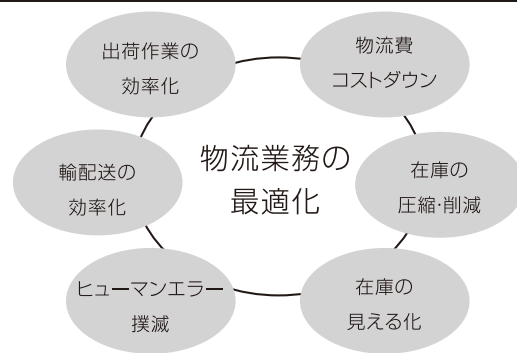 出荷作業の
効率化
物流費
コストダウン
物流業務の
最適化
輸配送の
効率化
在庫の
圧縮・削減
ヒューマンエラー
撲滅
在庫の
見える化